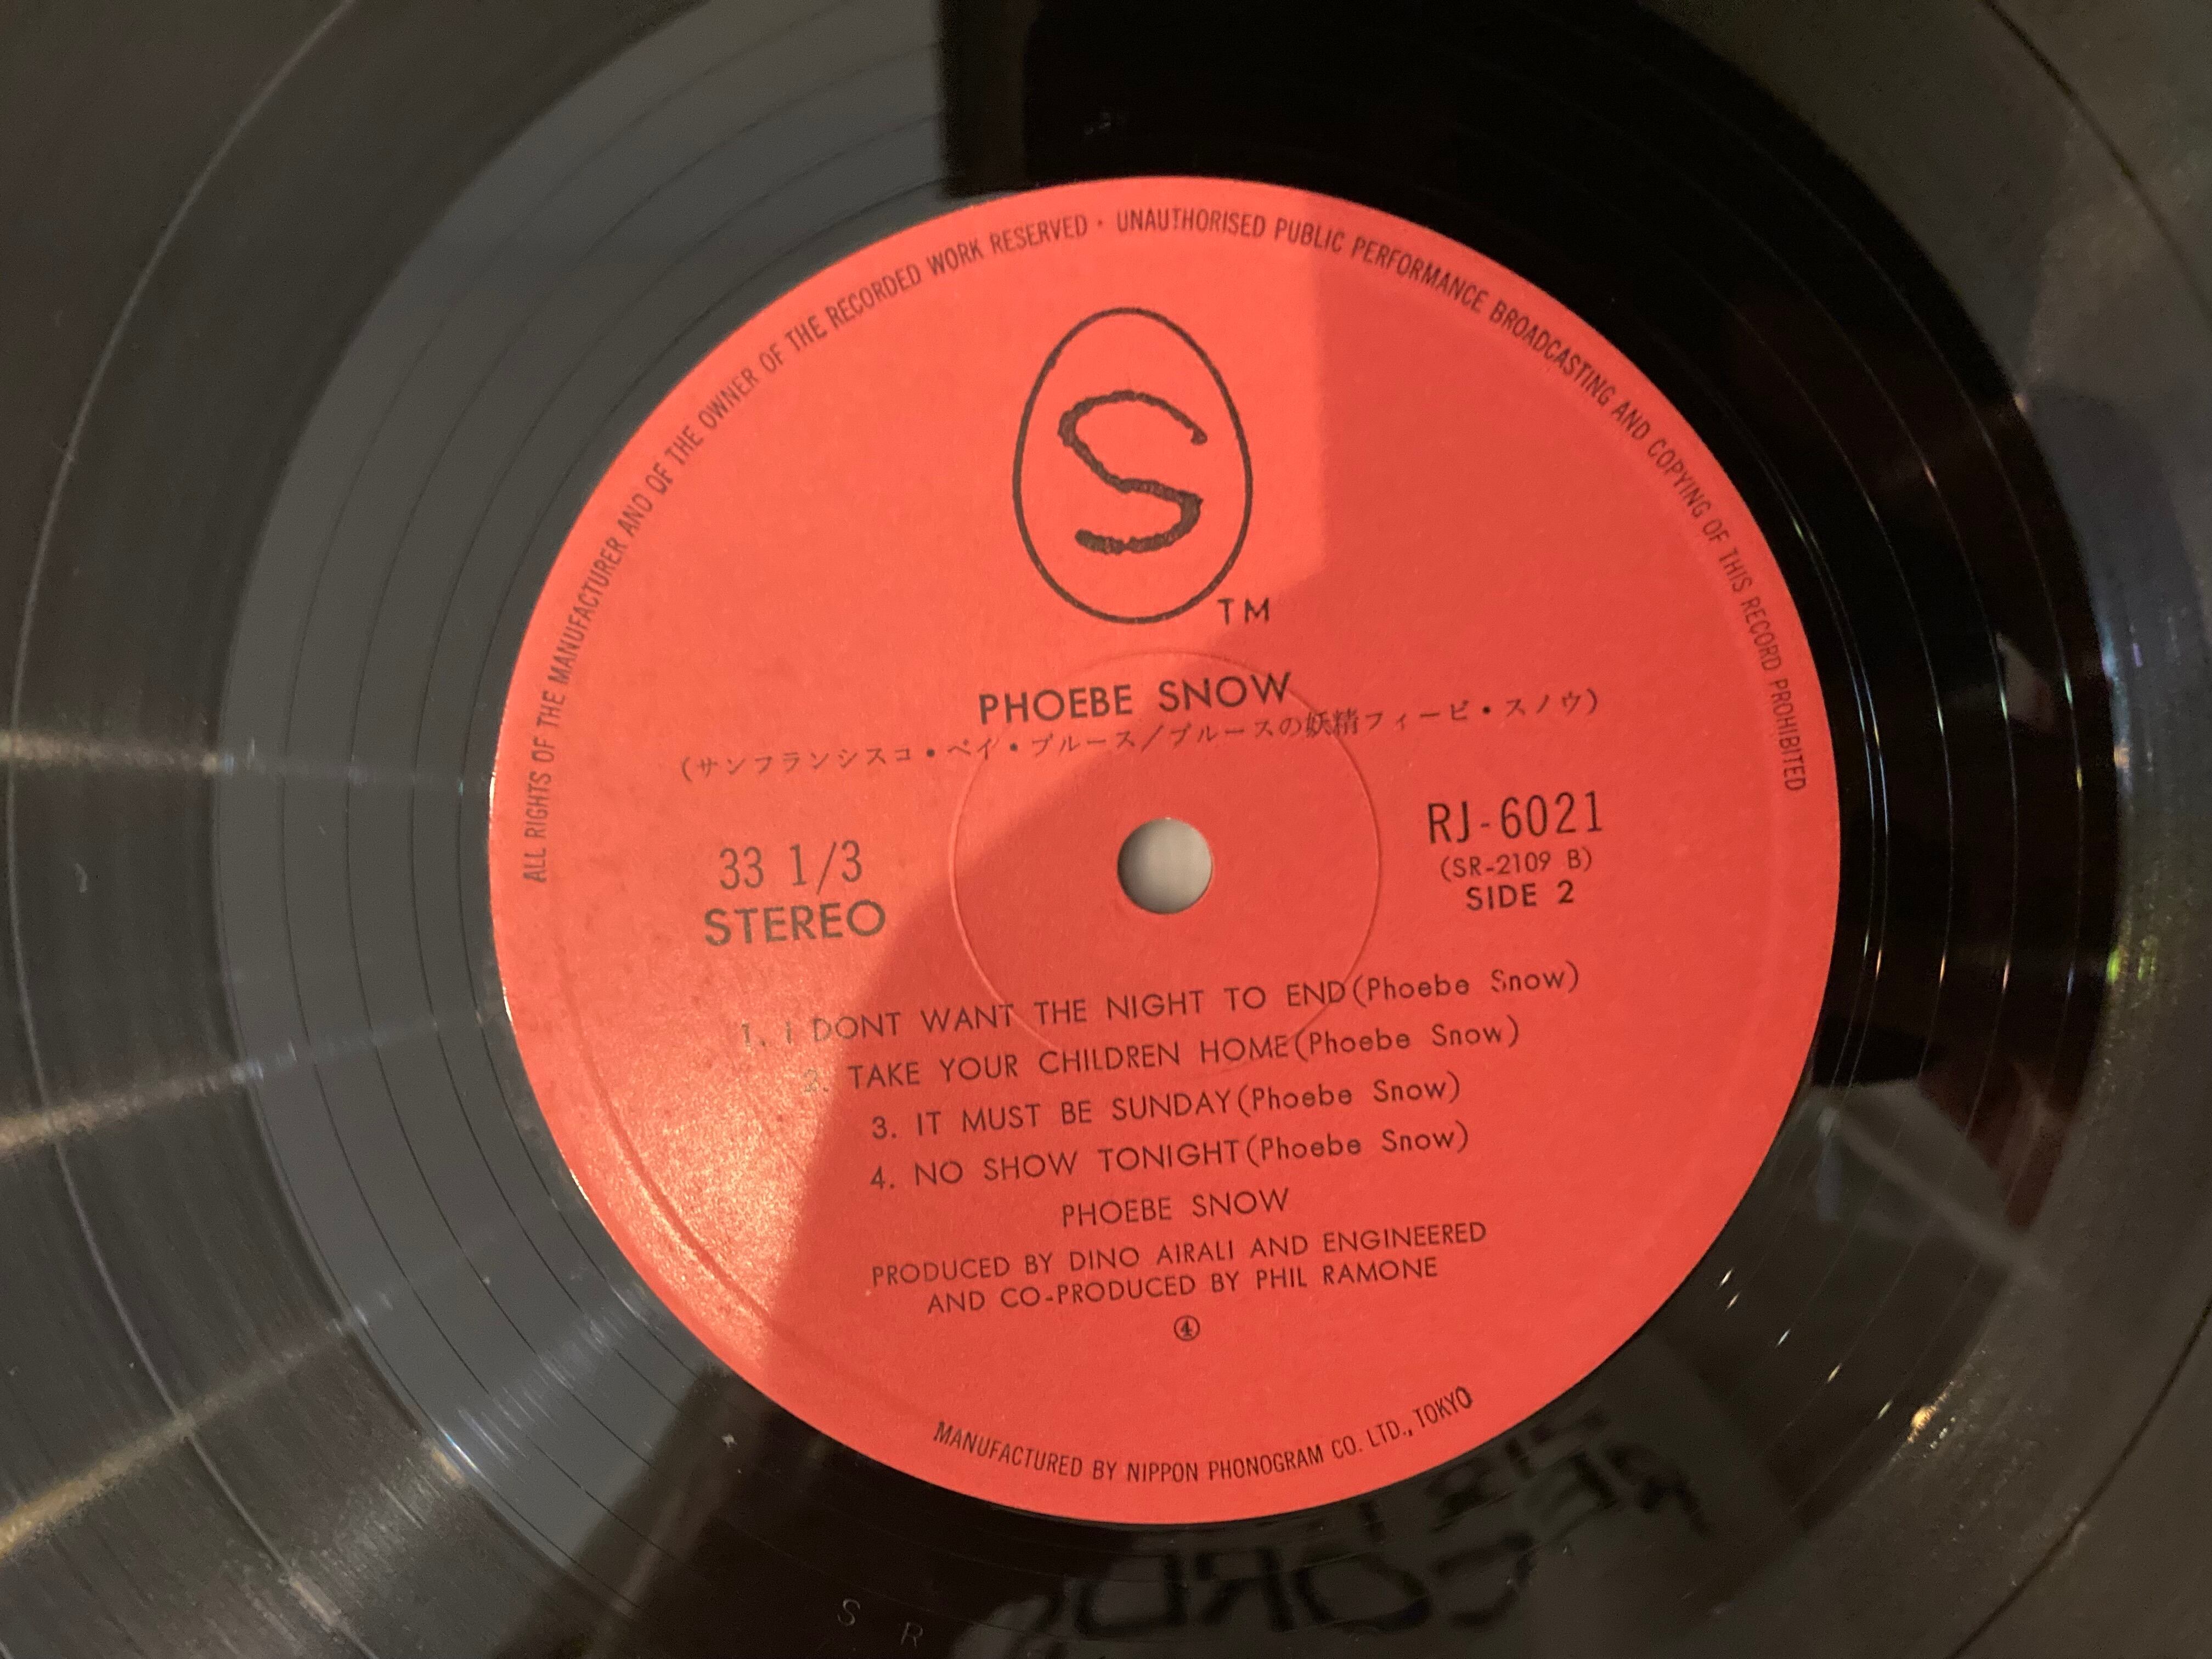 ALL RIGHTS OF THE MANUFACTURER AND OF THE OWNER OF THE RECORDED WORK RESERVED · UNAUTHORISED PUBLIC PERFORMANCE BROADCASTING AND COPYING OF THIS RECORD PROHIBITED
S
TM
PHOEBE SNOW
(サンフランシスコ・ベイ・ブルース/ブルースの妖精フィービ・スノウ)
33 1/3
STEREO
RJ-6021
(SR-2109 B)
SIDE 2
1. I DONT WANT THE NIGHT TO END(Phoebe Snow)
2. TAKE YOUR CHILDREN HOME(Phoebe Snow)
3. IT MUST BE SUNDAY(Phoebe Snow)
4. NO SHOW TONIGHT(Phoebe Snow)
PHOEBE SNOW
PRODUCED BY DINO AIRALI AND ENGINEERED
AND CO-PRODUCED BY PHIL RAMONE
④
MANUFACTURED BY NIPPON PHONOGRAM CO. LTD., TOKYO
S R